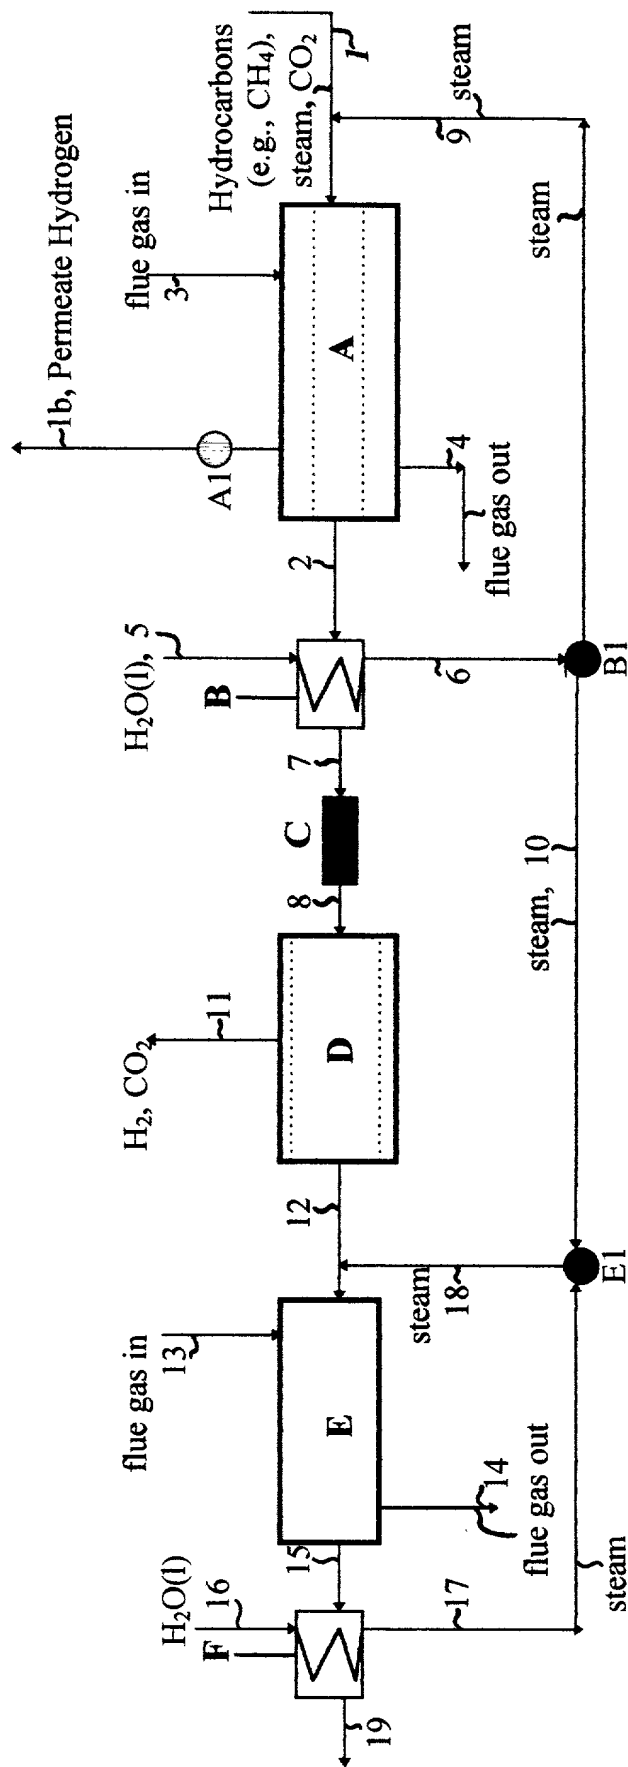 1b, Permeate Hydrogen
flue gas in
3
Hydrocarbons
(e.g., CH₄),
steam, CO₂
1
A1
A
2
4
flue gas out
9
steam
steam
H₂O(l), 5
B
6
B1
7
C
8
steam, 10
H₂, CO₂
11
D
12
flue gas in
13
E
steam
18
E1
14
flue gas out
15
H₂O(l)
16
F
17
steam
19